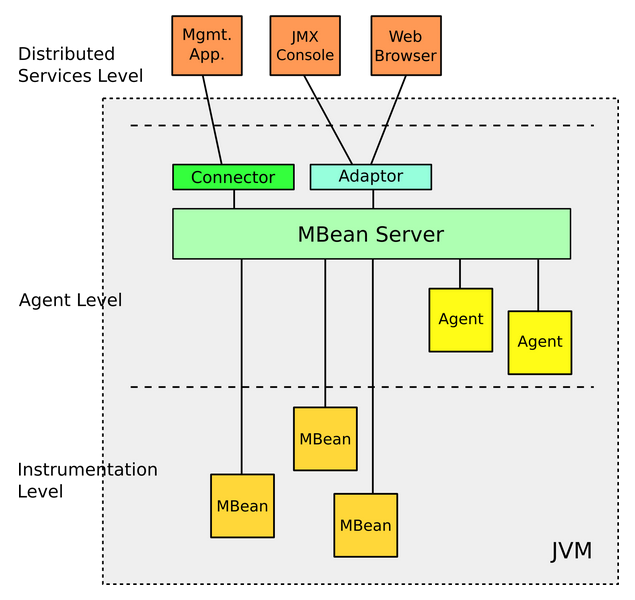 Mgmt.
App.
JMX
Console
Web
Browser
Distributed
Services Level
Connector
Adaptor
MBean Server
Agent Level
Agent
Agent
MBean
Instrumentation
Level
MBean
MBean
JVM